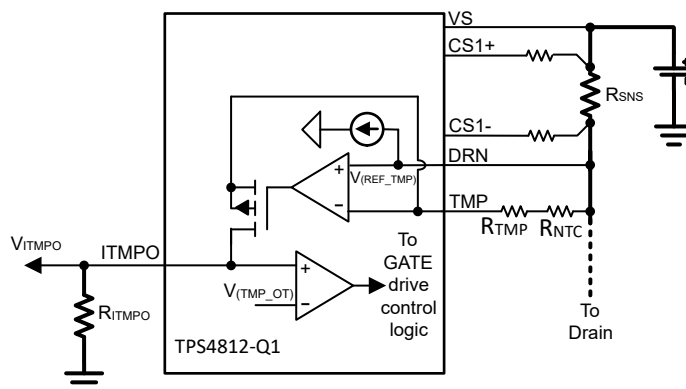 VS
CS1+
RSNS
CS1-
DRN
+
V(REF_TMP)
-
TMP
RTMP
RNTC
VITMPO
ITMPO
To
GATE
drive
control
logic
+
V(TMP_OT)
-
RITMPO
To
Drain
TPS4812-Q1